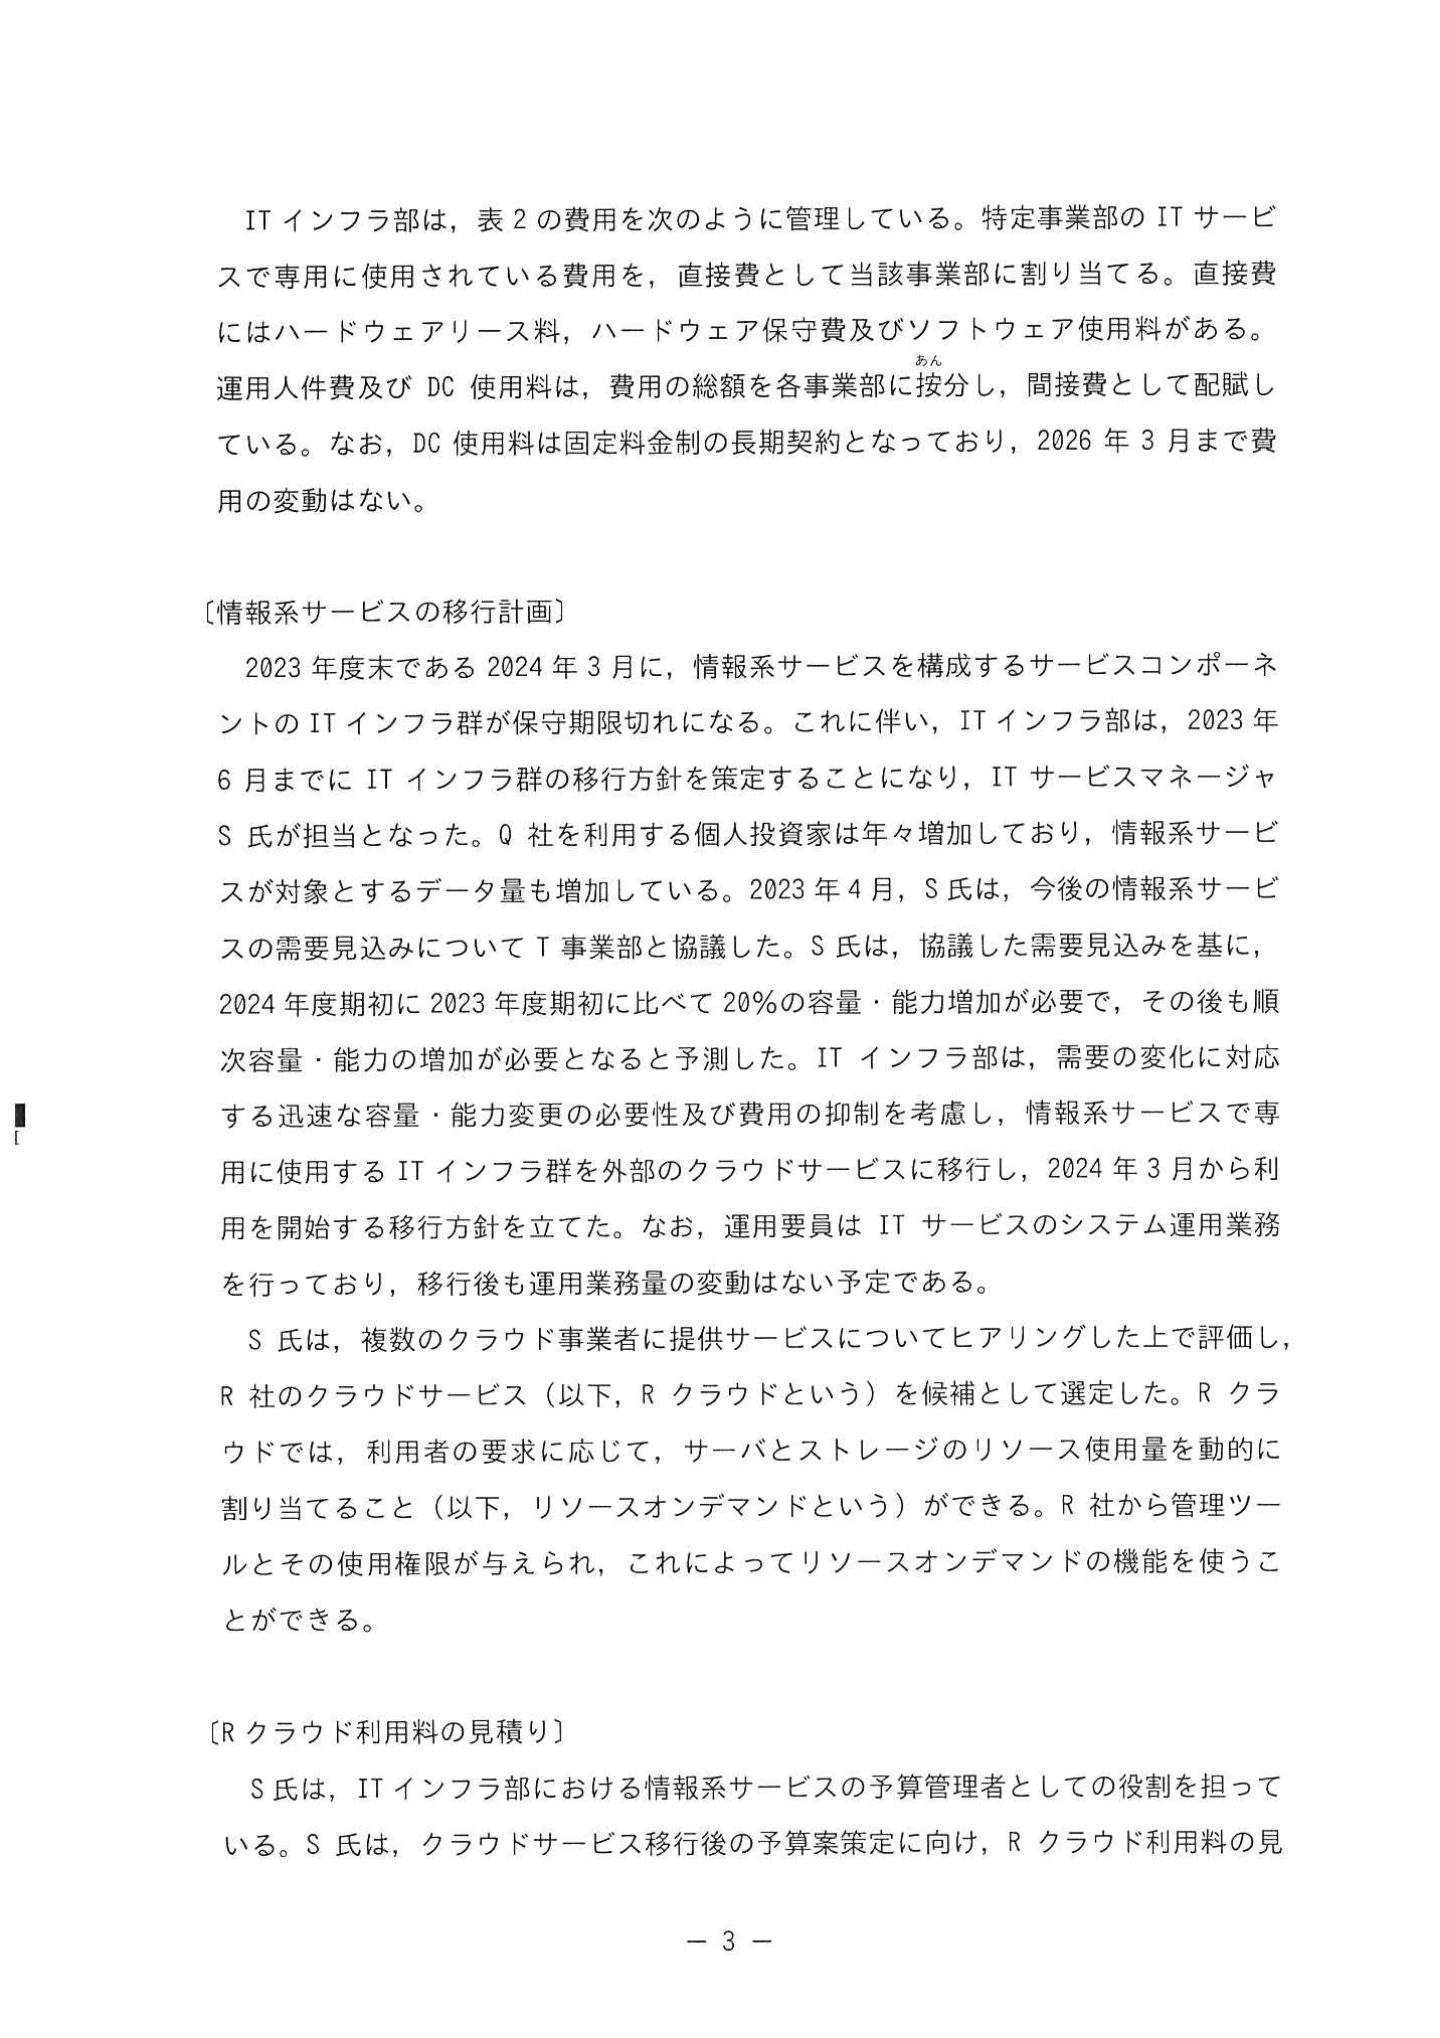 IT インフラ部は，表 2 の費用を次のように管理している。特定事業部の IT サービ
スで専用に使用されている費用を，直接費として当該事業部に割り当てる。直接費
にはハードウェアリース料，ハードウェア保守費及びソフトウェア使用料がある。
あん
運用人件費及び DC 使用料は，費用の総額を各事業部に按分し，間接費として配賦し
ている。なお，DC 使用料は固定料金制の長期契約となっており，2026 年 3 月まで費
用の変動はない。
〔情報系サービスの移行計画〕
2023 年度末である 2024 年 3 月に，情報系サービスを構成するサービスコンポーネ
ントの IT インフラ群が保守期限切れになる。これに伴い，IT インフラ部は，2023 年
6 月までに IT インフラ群の移行方針を策定することになり，IT サービスマネージャ
S 氏が担当となった。Q 社を利用する個人投資家は年々増加しており，情報系サービ
スが対象とするデータ量も増加している。2023 年 4 月，S 氏は，今後の情報系サービ
スの需要見込みについて T 事業部と協議した。S 氏は，協議した需要見込みを基に，
2024 年度期初に 2023 年度期初に比べて 20％の容量・能力増加が必要で，その後も順
次容量・能力の増加が必要となると予測した。IT インフラ部は，需要の変化に対応
する迅速な容量・能力変更の必要性及び費用の抑制を考慮し，情報系サービスで専
用に使用する IT インフラ群を外部のクラウドサービスに移行し，2024 年 3 月から利
用を開始する移行方針を立てた。なお，運用要員は IT サービスのシステム運用業務
を行っており，移行後も運用業務量の変動はない予定である。
S 氏は，複数のクラウド事業者に提供サービスについてヒアリングした上で評価し，
R 社のクラウドサービス（以下，R クラウドという）を候補として選定した。R クラ
ウドでは，利用者の要求に応じて，サーバとストレージのリソース使用量を動的に
割り当てること（以下，リソースオンデマンドという）ができる。R 社から管理ツー
ルとその使用権限が与えられ，これによってリソースオンデマンドの機能を使うこ
とができる。
〔R クラウド利用料の見積り〕
S 氏は，IT インフラ部における情報系サービスの予算管理者としての役割を担って
いる。S 氏は，クラウドサービス移行後の予算案策定に向け，R クラウド利用料の見
― 3 ―